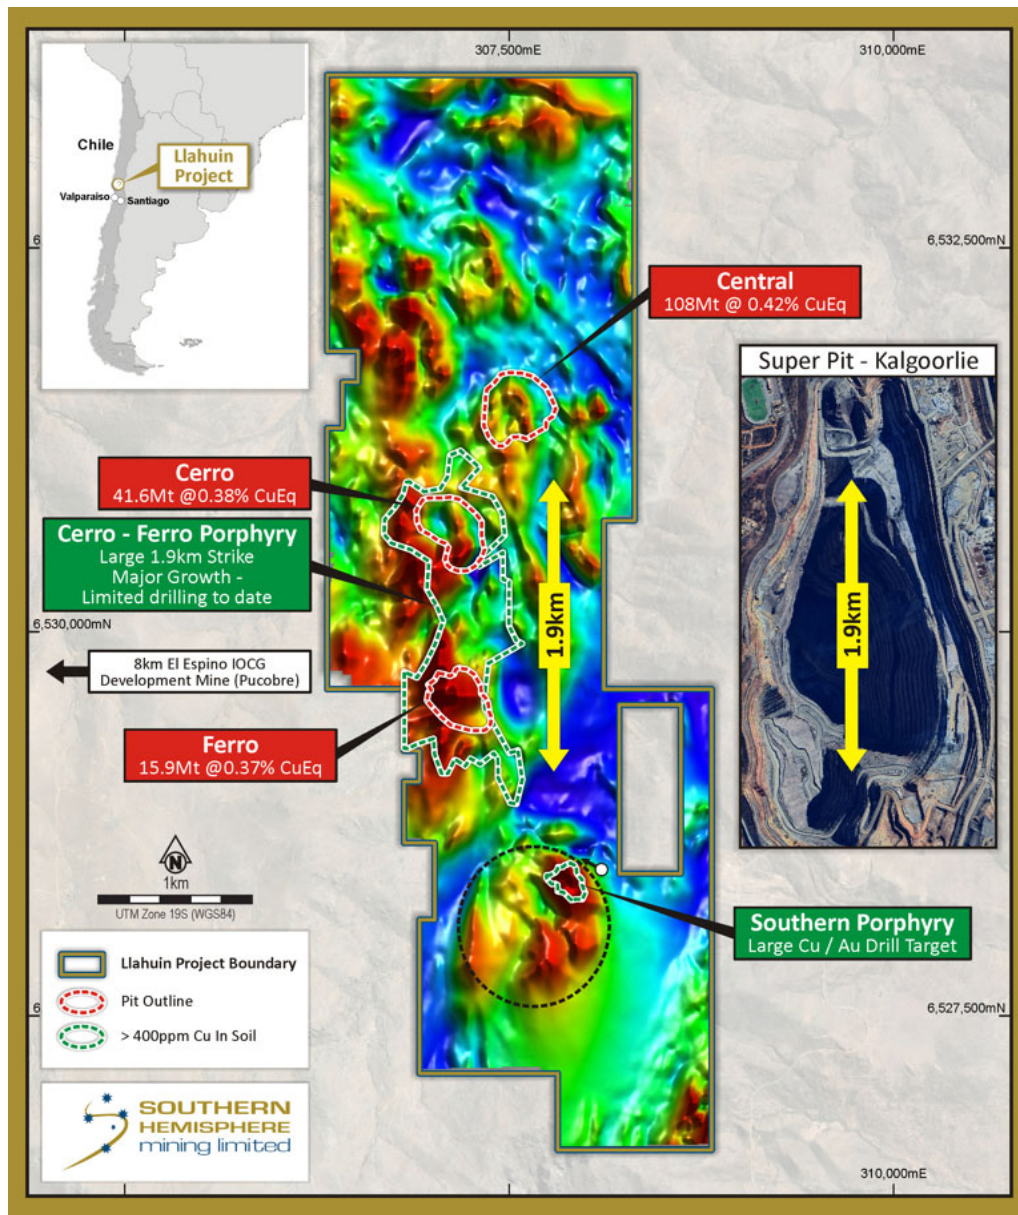 307,500mE
310,000mE
Chile
Llahuin
Project
Valparaiso
Santiago
6,532,500mN
Central
108Mt @ 0.42% CuEq
Super Pit - Kalgoorlie
Cerro
41.6Mt @0.38% CuEq
Cerro - Ferro Porphyry
Large 1.9km Strike
Major Growth -
Limited drilling to date
1.9km
1.9km
6,530,000mN
8km El Espino IOCG
Development Mine (Pucobre)
Ferro
15.9Mt @0.37% CuEq
N
1km
UTM Zone 19S (WGS84)
Southern Porphyry
Large Cu / Au Drill Target
Llahuin Project Boundary
Pit Outline
> 400ppm Cu In Soil
6,527,500mN
SOUTHERN
HEMISPHERE
mining limited
310,000mE